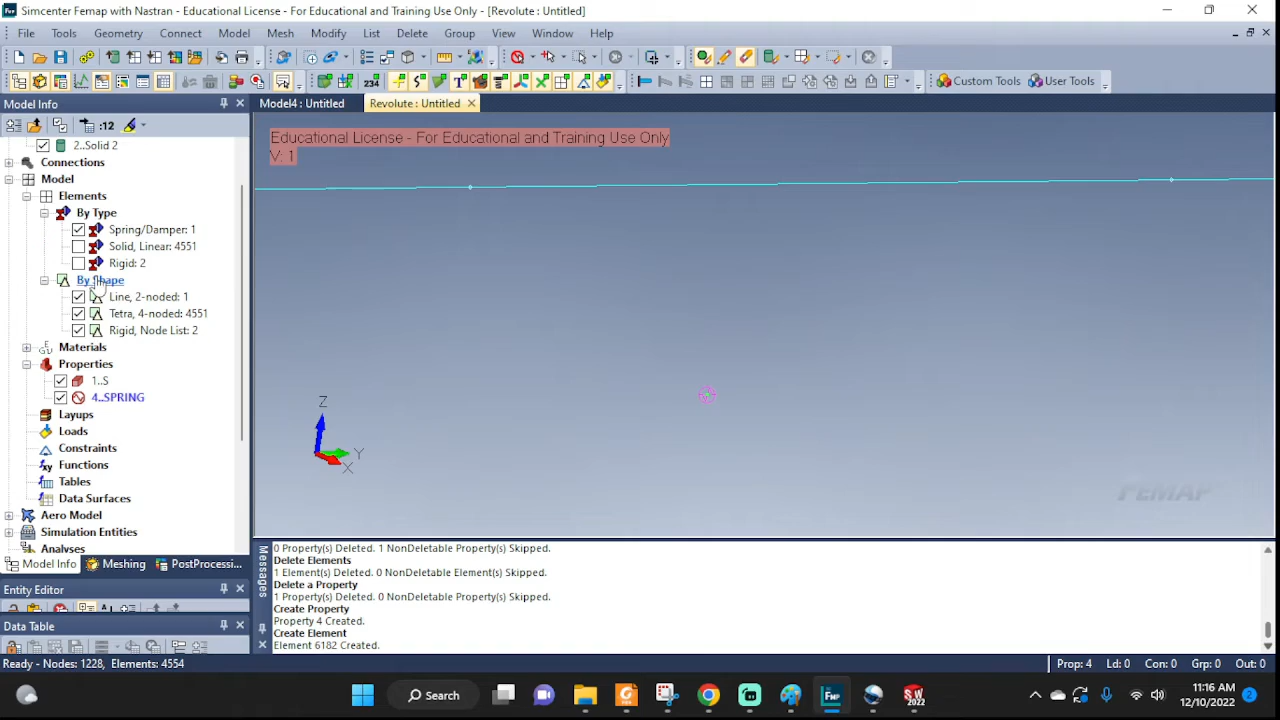 Simcenter Femap with Nastran - Educational License - For Educational and Training Use Only - [Revolute : Untitled]
File Tools Geometry Connect Model Mesh Modify List Delete Group View Window Help
234 Custom Tools User Tools
Model Info
Model4 : Untitled Revolute : Untitled
:12
2..Solid 2
Connections
Model
Elements
By Type
Spring/Damper: 1
Solid, Linear: 4551
Rigid: 2
By Shape
Line, 2-noded: 1
Tetra, 4-noded: 4551
Rigid, Node List: 2
Materials
Properties
1..S
4..SPRING
Layups
Loads
Constraints
Functions
Tables
Data Surfaces
Aero Model
Simulation Entities
Analyses
Model Info Meshing PostProcessi...
Entity Editor
Data Table
Educational License - For Educational and Training Use Only
V: 1
Z
Y
X
FEMAP
Messages
0 Property(s) Deleted. 1 NonDeletable Property(s) Skipped.
Delete Elements
1 Element(s) Deleted. 0 NonDeletable Element(s) Skipped.
Delete a Property
1 Property(s) Deleted. 0 NonDeletable Property(s) Skipped.
Create Property
Property 4 Created.
Create Element
Element 6182 Created.
Ready - Nodes: 1228, Elements: 4554 Prop: 4 Ld: 0 Con: 0 Grp: 0 Out: 0
Search
11:16 AM
12/10/2022
2